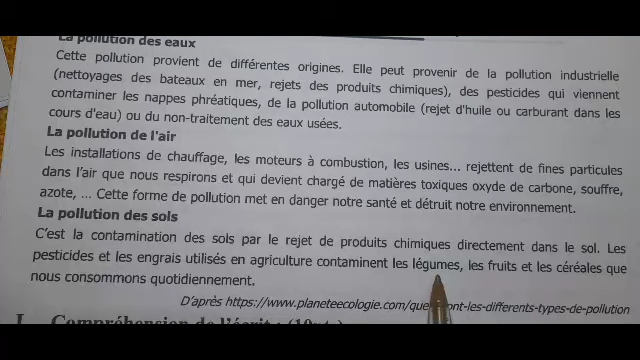 La pollution des eaux
Cette pollution provient de différentes origines. Elle peut provenir de la pollution industrielle
(nettoyages des bateaux en mer, rejets des produits chimiques), des pesticides qui viennent
contaminer les nappes phréatiques, de la pollution automobile (rejet d'huile ou carburant dans les
cours d'eau) ou du non-traitement des eaux usées.
La pollution de l'air
Les installations de chauffage, les moteurs à combustion, les usines... rejettent de fines particules
dans l'air que nous respirons et qui devient chargé de matières toxiques oxyde de carbone, souffre,
azote, ... Cette forme de pollution met en danger notre santé et détruit notre environnement.
La pollution des sols
C'est la contamination des sols par le rejet de produits chimiques directement dans le sol. Les
pesticides et les engrais utilisés en agriculture contaminent les légumes, les fruits et les céréales que
nous consommons quotidiennement.
D'après https://www.planeteecologie.com/que ont-les-differents-types-de-pollution
I. Compréhension de l'écrit : (10pts)